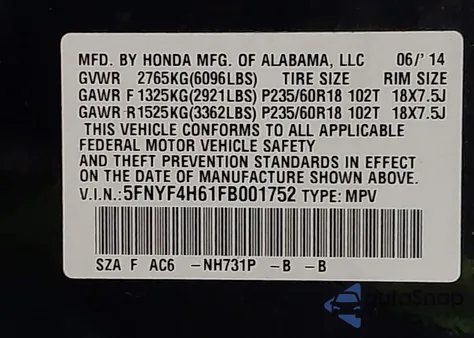 MFD. BY HONDA MFG. OF ALABAMA, LLC 06/'14
GVWR 2765KG(6096LBS) TIRE SIZE RIM SIZE
GAWR F 1325KG(2921LBS) P235/60R18 102T 18X7.5J
GAWR R 1525KG(3362LBS) P235/60R18 102T 18X7.5J
THIS VEHICLE CONFORMS TO ALL APPLICABLE
FEDERAL MOTOR VEHICLE SAFETY
AND THEFT PREVENTION STANDARDS IN EFFECT
ON THE DATE OF MANUFACTURE SHOWN ABOVE.
V.I.N.:5FNYF4H61FB001752 TYPE: MPV
SZA F AC6 -NH731P -B -B
AutoSnap